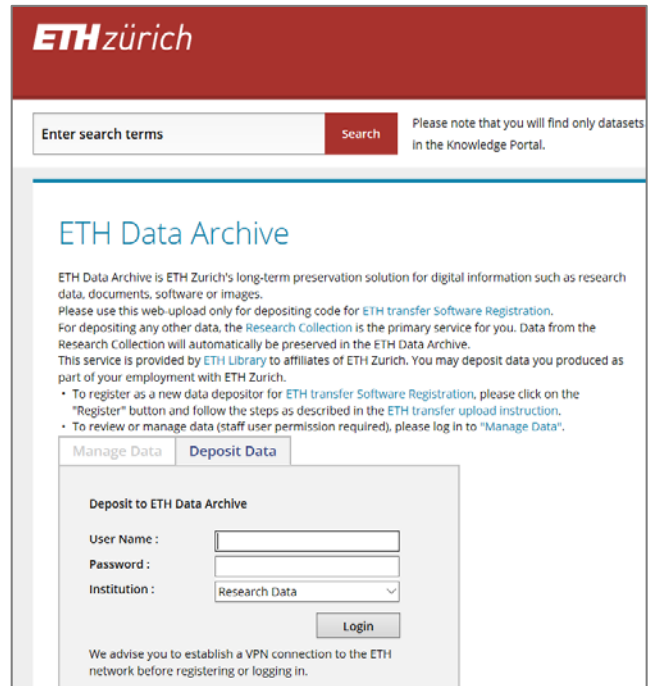 ETH zürich
Enter search terms
Search
Please note that you will find only datasets
in the Knowledge Portal.
ETH Data Archive
ETH Data Archive is ETH Zurich's long-term preservation solution for digital information such as research
data, documents, software or images.
Please use this web-upload only for depositing code for ETH transfer Software Registration.
For depositing any other data, the Research Collection is the primary service for you. Data from the
Research Collection will automatically be preserved in the ETH Data Archive.
This service is provided by ETH Library to affiliates of ETH Zurich. You may deposit data you produced as
part of your employment with ETH Zurich.
• To register as a new data depositor for ETH transfer Software Registration, please click on the
"Register" button and follow the steps as described in the ETH transfer upload instruction.
• To review or manage data (staff user permission required), please log in to "Manage Data".
Manage Data
Deposit Data
Deposit to ETH Data Archive
User Name :
Password :
Institution :
Research Data
Login
We advise you to establish a VPN connection to the ETH
network before registering or logging in.